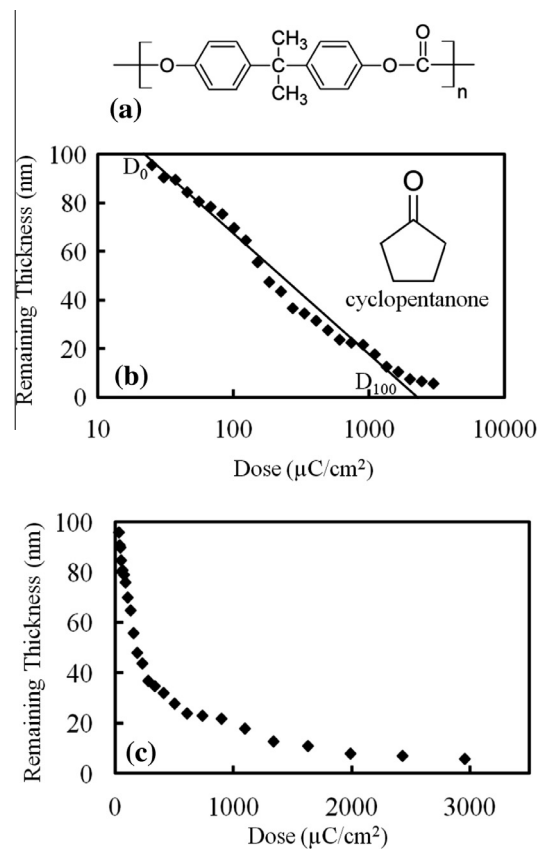 CH₃
O
O
C
O
C
n
CH₃
(a)
Remaining Thickness (nm)
100
80
60
40
20
0
D₀
O
cyclopentanone
(b)
D₁₀₀
10
100
1000
10000
Dose (µC/cm²)
Remaining Thickness (nm)
100
80
60
40
20
0
(c)
0
1000
2000
3000
Dose (µC/cm²)